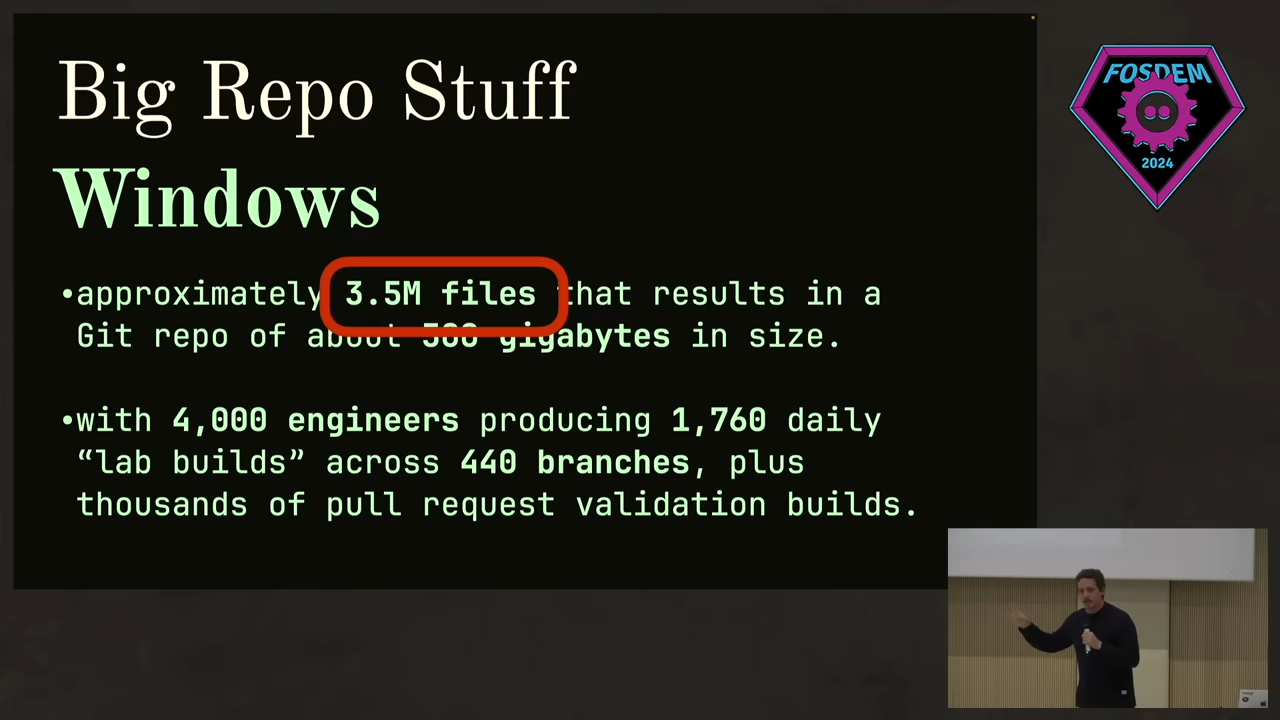 Big Repo Stuff
Windows
•approximately 3.5M files that results in a
Git repo of about 300 gigabytes in size.
•with 4,000 engineers producing 1,760 daily
“lab builds” across 440 branches, plus
thousands of pull request validation builds.
FOSDEM
2024